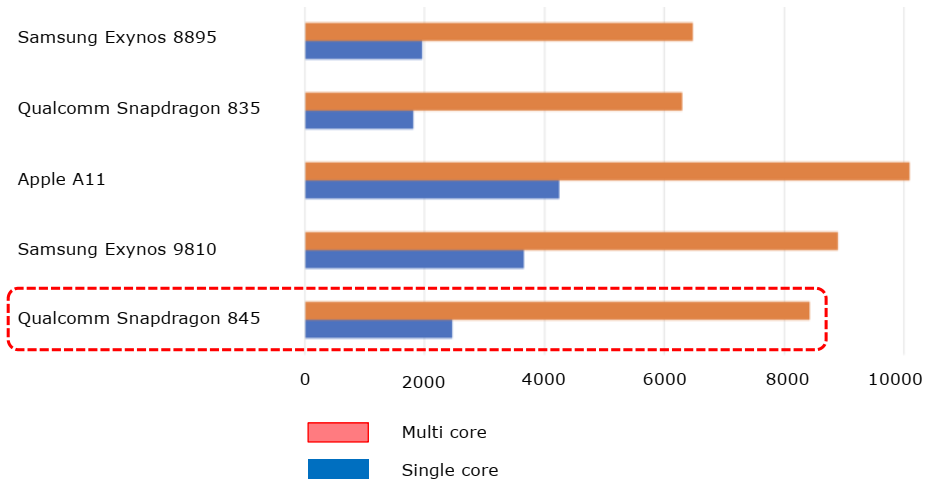 Samsung Exynos 8895
Qualcomm Snapdragon 835
Apple A11
Samsung Exynos 9810
Qualcomm Snapdragon 845
0 2000 4000 6000 8000 10000
Multi core
Single core